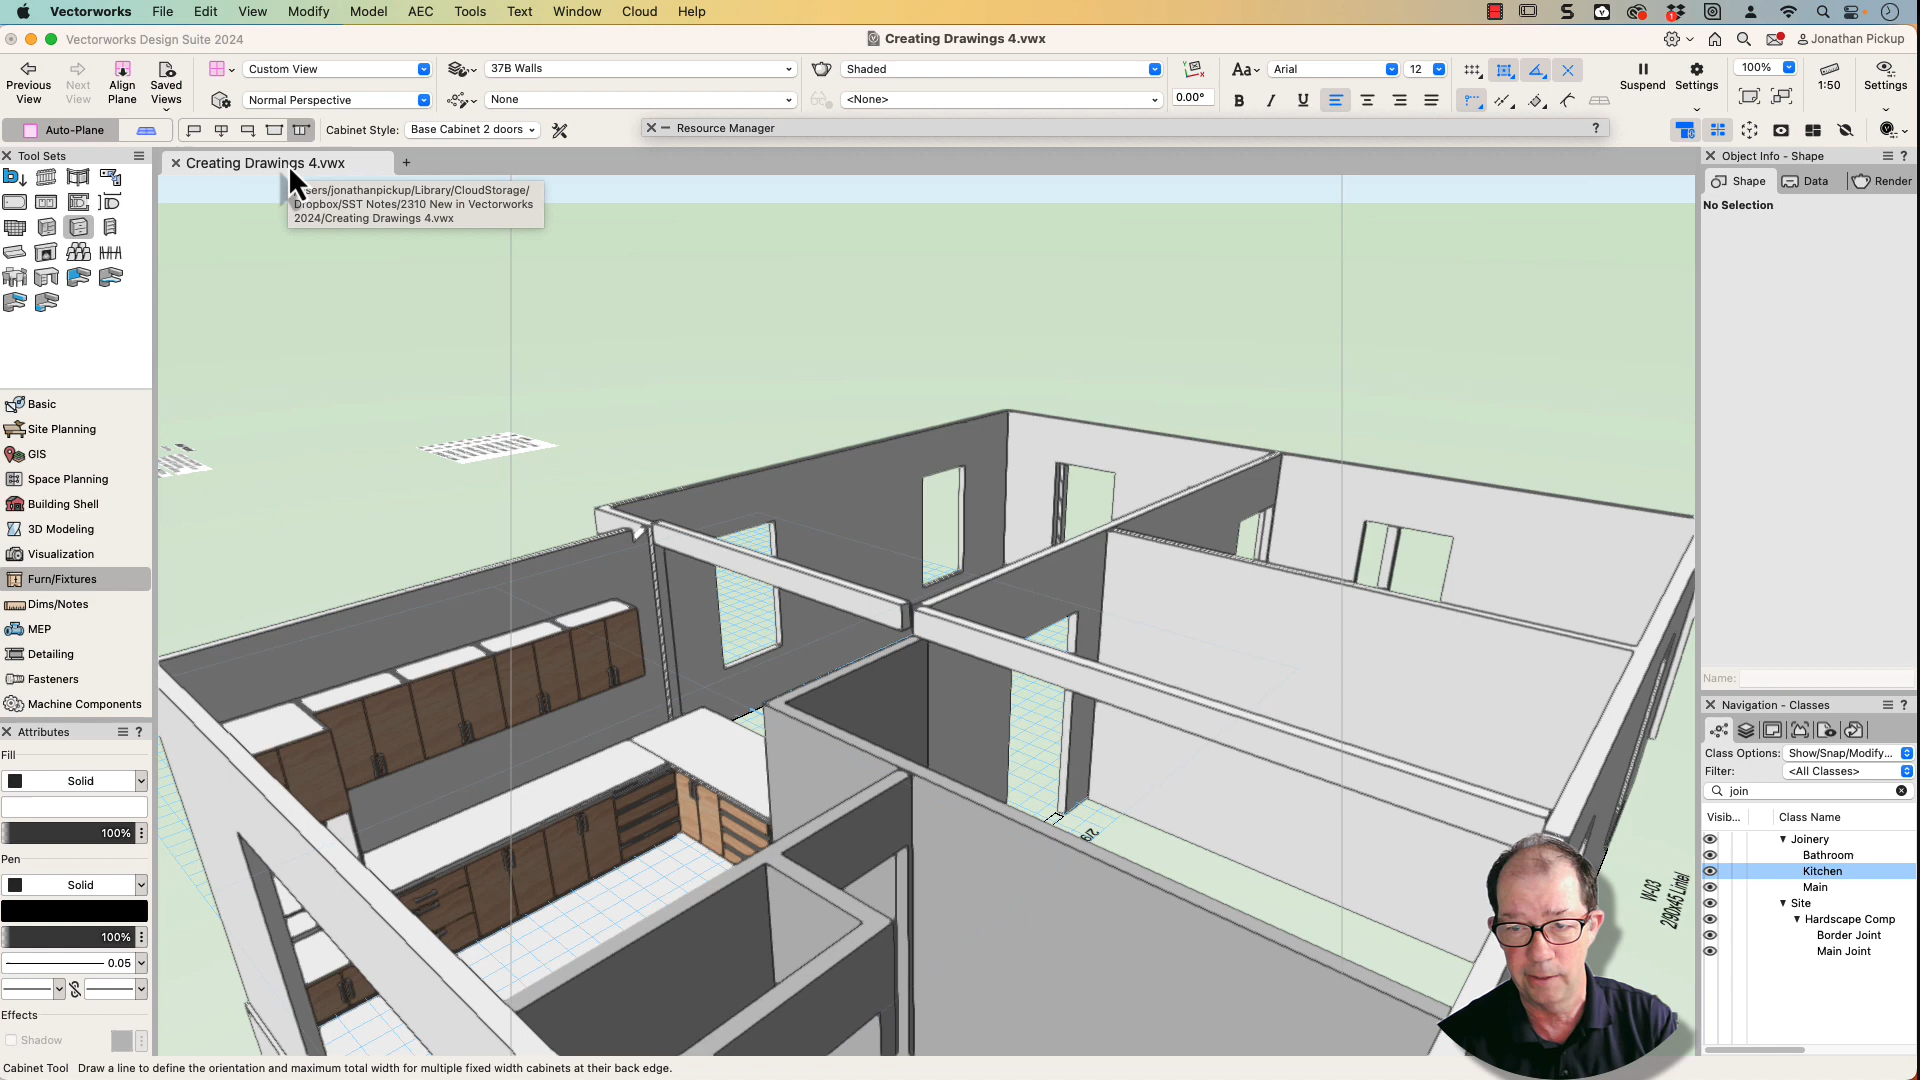 Vectorworks File Edit View Modify Model AEC Tools Text Window Cloud Help
Vectorworks Design Suite 2024
Creating Drawings 4.vwx
Jonathan Pickup
Previous View
Next View
Align Plane
Saved Views
Custom View
Normal Perspective
37B Walls
None
Shaded
<None>
0.00°
Aa
Arial
12
B I U
Suspend
Settings
100%
1:50
Settings
Auto-Plane
Cabinet Style: Base Cabinet 2 doors
Resource Manager
?
Tool Sets
Creating Drawings 4.vwx
+
sers/jonathanpickup/Library/CloudStorage/
Dropbox/SST Notes/2310 New in Vectorworks
2024/Creating Drawings 4.vwx
Object Info - Shape
?
Shape
Data
Render
No Selection
Basic
Site Planning
GIS
Space Planning
Building Shell
3D Modeling
Visualization
Furn/Fixtures
Dims/Notes
MEP
Detailing
Fasteners
Machine Components
Attributes
?
Fill
Solid
100%
Pen
Solid
100%
0.05
Effects
Shadow
W-03
2/90x45 Lintel
Name:
Navigation - Classes
?
Class Options: Show/Snap/Modify...
Filter: <All Classes>
join
Visib... Class Name
Joinery
Bathroom
Kitchen
Main
Site
Hardscape Comp
Border Joint
Main Joint
Cabinet Tool Draw a line to define the orientation and maximum total width for multiple fixed width cabinets at their back edge.